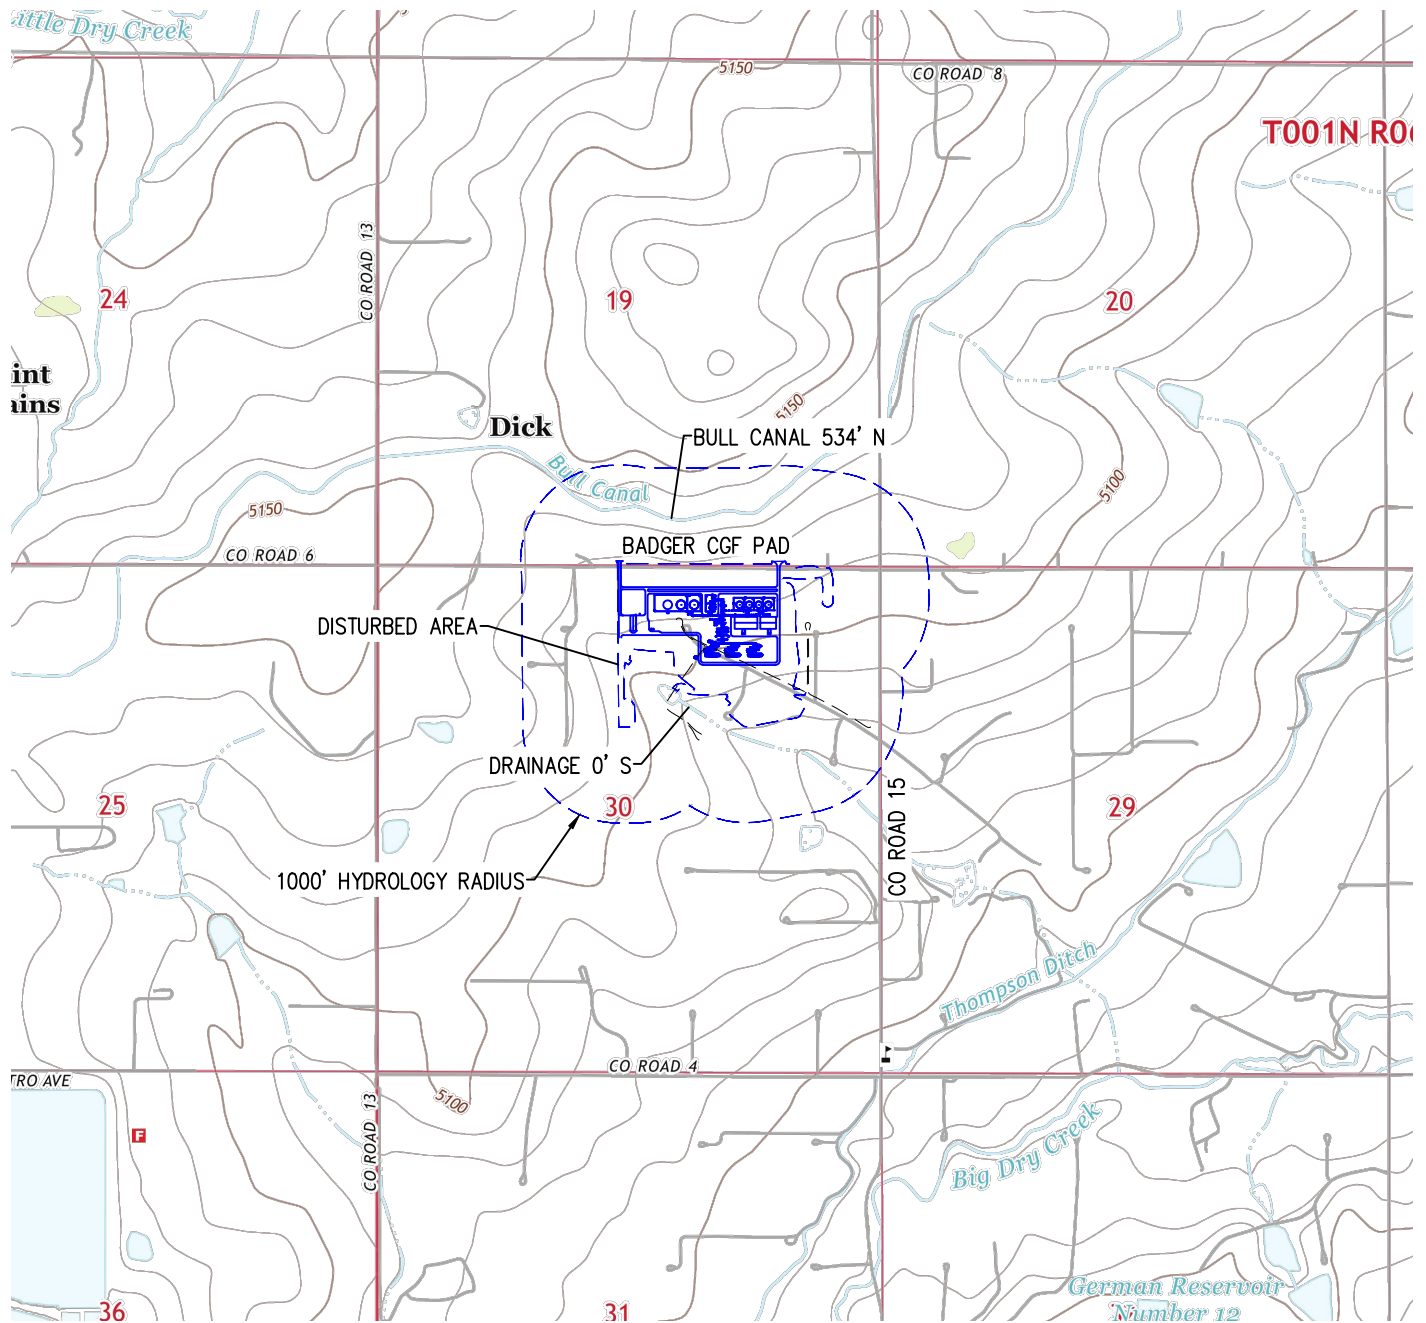 ittle Dry Creek
5150
CO ROAD 8
T001N R0
CO ROAD 13
24
19
20
int
ains
5150
Dick
BULL CANAL 534' N
Bull Canal
5100
5150
BADGER CGF PAD
CO ROAD 6
DISTURBED AREA
DRAINAGE 0' S
25
30
29
CO ROAD 15
1000' HYDROLOGY RADIUS
Thompson Ditch
CO ROAD 4
TRO AVE
5100
CO ROAD 13
F
Big Dry Creek
German Reservoir
Number 12
36
31